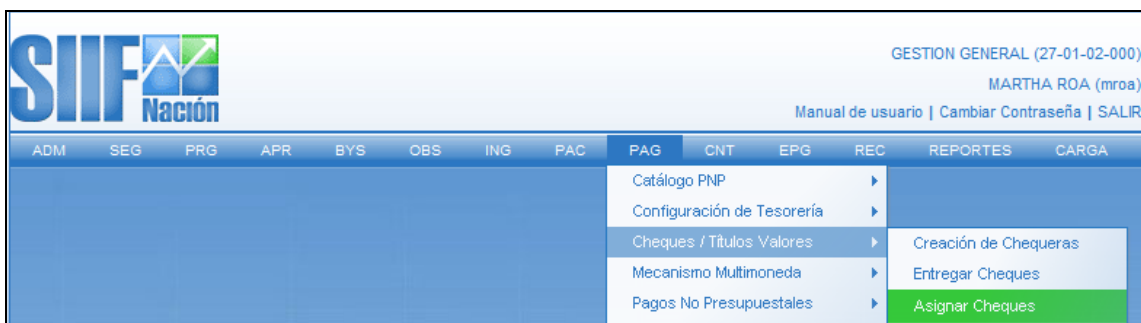 SIIF
Nación
GESTION GENERAL (27-01-02-000)
MARTHA ROA (mroa)
Manual de usuario | Cambiar Contraseña | SALIR
ADM SEG PRG APR BYS OBS ING PAC PAG CNT EPG REC REPORTES CARGA
Catálogo PNP
Configuración de Tesorería
Cheques / Títulos Valores
Creación de Chequeras
Mecanismo Multimoneda
Entregar Cheques
Pagos No Presupuestales
Asignar Cheques